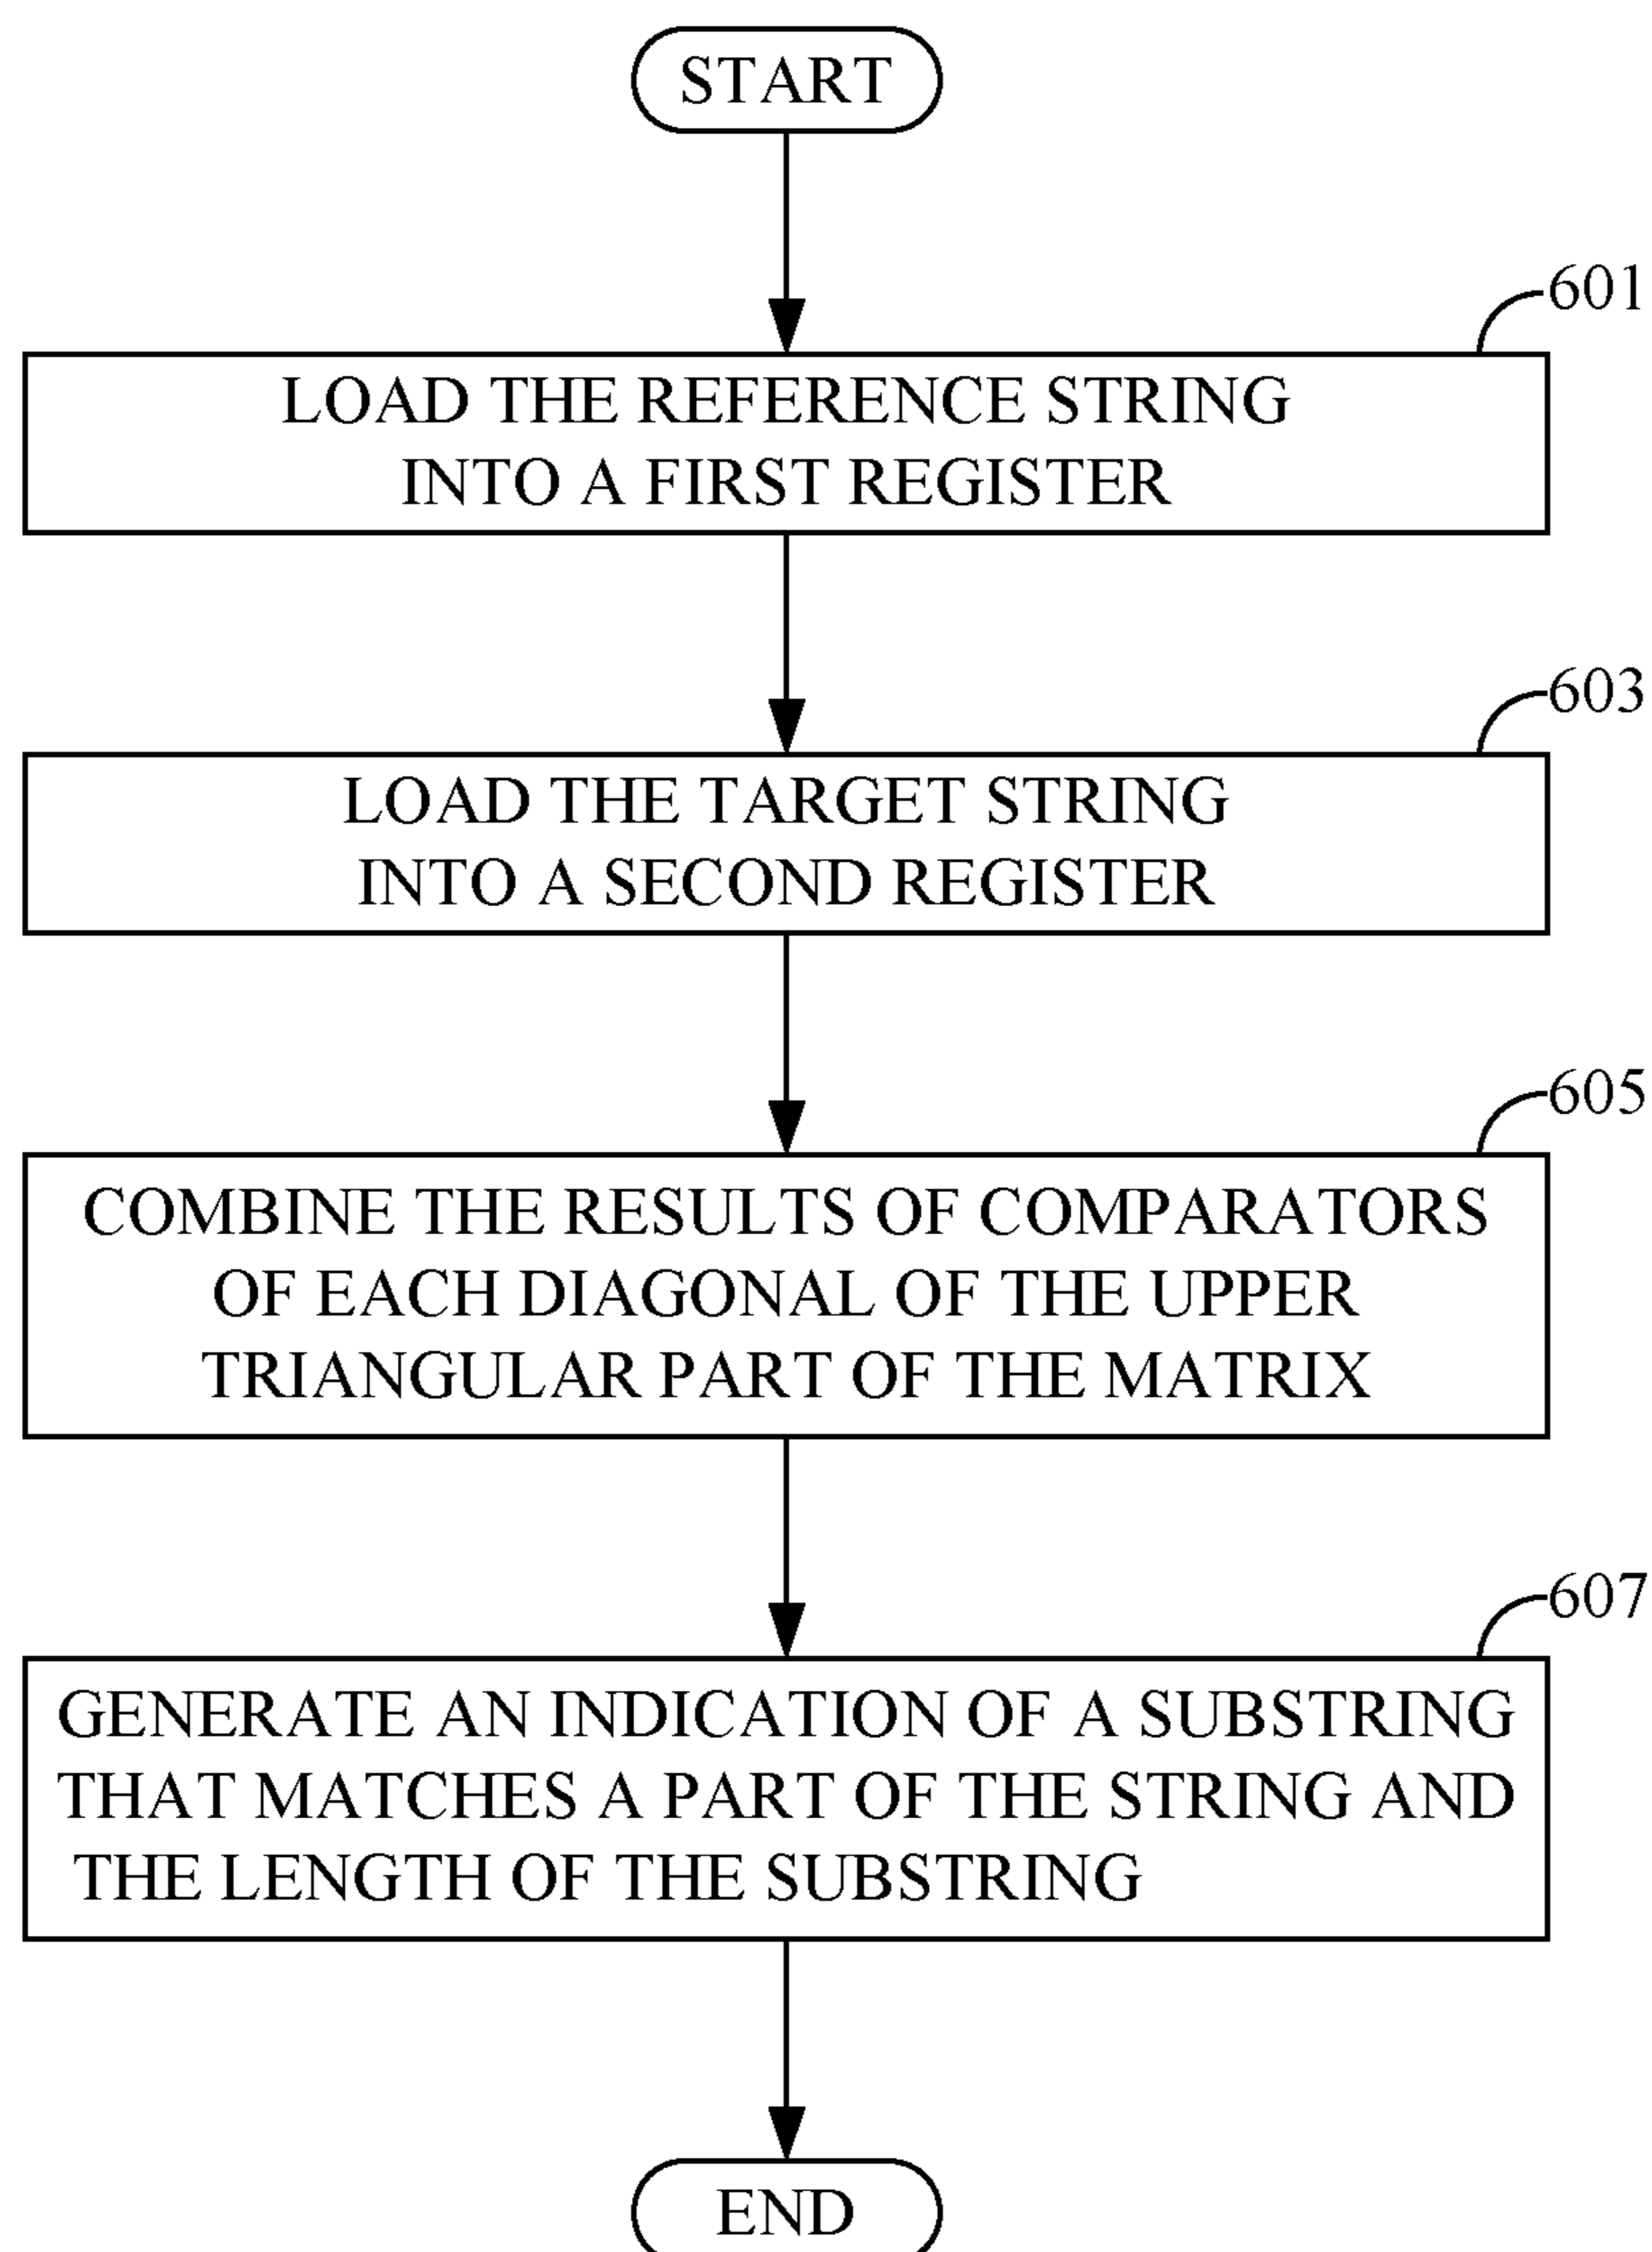 START
601
LOAD THE REFERENCE STRING
INTO A FIRST REGISTER
603
LOAD THE TARGET STRING
INTO A SECOND REGISTER
605
COMBINE THE RESULTS OF COMPARATORS
OF EACH DIAGONAL OF THE UPPER
TRIANGULAR PART OF THE MATRIX
607
GENERATE AN INDICATION OF A SUBSTRING
THAT MATCHES A PART OF THE STRING AND
THE LENGTH OF THE SUBSTRING
END